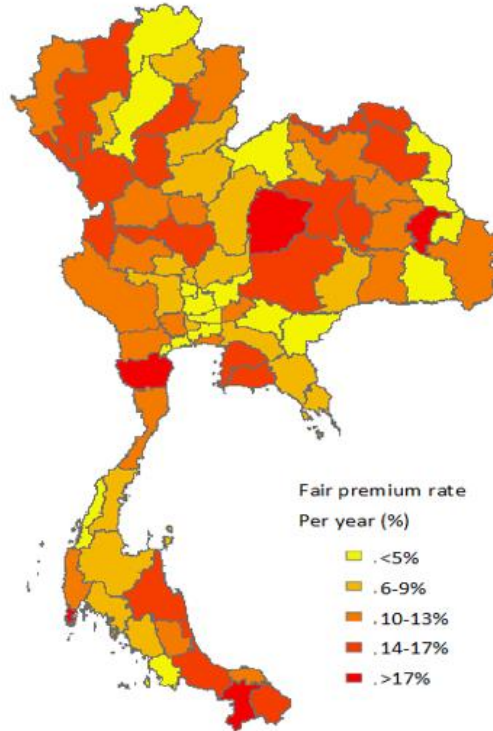 Fair premium rate
Per year (%)
.<5%
.6-9%
.10-13%
.14-17%
.>17%